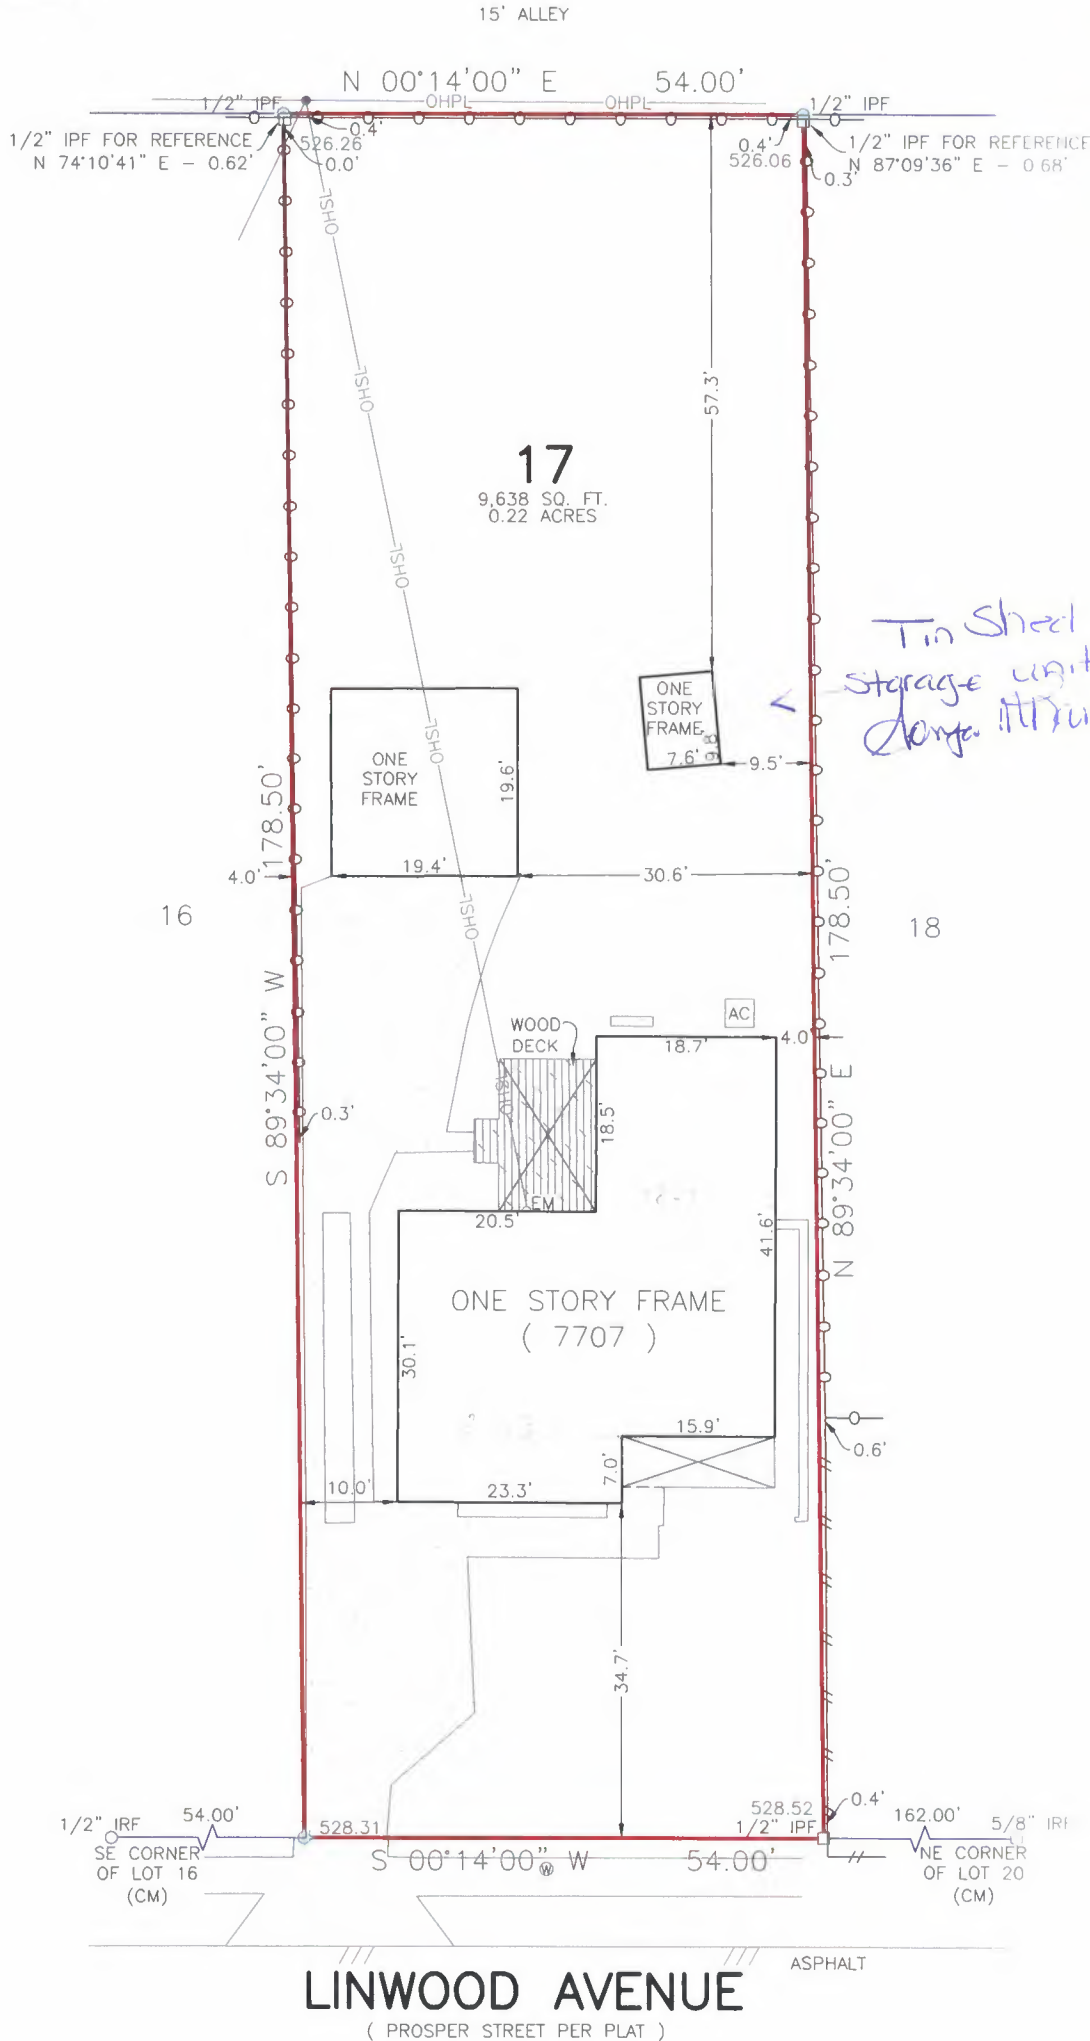 15' ALLEY
N 00°14'00" E 54.00'
1/2" IPF
OHPL
OHPL
1/2" IPF
1/2" IPF FOR REFERENCE
N 74°10'41" E - 0.62'
0.4'
526.26
0.0'
0.4'
526.06
1/2" IPF FOR REFERENCE
N 87°09'36" E - 0.68'
0.3'
OHSL
OHSL
57.3'
17
9,638 SQ. FT.
0.22 ACRES
OHSL
Tin Shed
storage unit
ONE
STORY
FRAME
9.8'
7.6'
9.5'
OHSL
ONE
STORY
FRAME
19.6'
19.4'
30.6'
4.0'
178.50'
S 89°34'00" W
16
18
178.50'
N 89°34'00" E
OHSL
AC
WOOD
DECK
18.7'
4.0'
OHSL
18.5'
0.3'
EM
20.5'
41.6'
ONE STORY FRAME
( 7707 )
30.1'
15.9'
0.6'
7.0'
10.0'
23.3'
34.7'
1/2" IRF
54.00'
528.31
528.52
1/2" IPF
0.4'
162.00'
5/8" IRF
SE CORNER
OF LOT 16
(CM)
S 00°14'00" W 54.00'
W
NE CORNER
OF LOT 20
(CM)
ASPHALT
LINWOOD AVENUE
( PROSPER STREET PER PLAT )